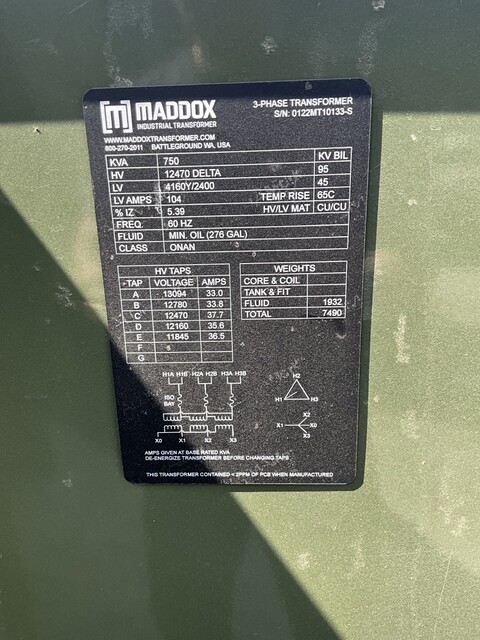 [m] MADDOX
INDUSTRIAL TRANSFORMER
3-PHASE TRANSFORMER
S/N: 0122MT10133-S
WWW.MADDOXTRANSFORMER.COM
800-270-2011 BATTLEGROUND WA, USA
KVA 750 KV BIL
HV 12470 DELTA 95
LV 4160Y/2400 45
LV AMPS 104 TEMP RISE 65C
% IZ 5.39 HV/LV MAT CU/CU
FREQ. 60 HZ
FLUID MIN. OIL (276 GAL)
CLASS ONAN
HV TAPS
TAP VOLTAGE AMPS
A 13094 33.0
B 12780 33.8
C 12470 37.7
D 12160 35.6
E 11845 36.5
F
G
WEIGHTS
CORE & COIL
TANK & FIT
FLUID 1932
TOTAL 7490
H1A H1B H2A H2B H3A H3B
ISO
BAY
X0 X1 X2 X3
H2
H1 H3
X2
X1 X0
X3
AMPS GIVEN AT BASE RATED KVA
DE-ENERGIZE TRANSFORMER BEFORE CHANGING TAPS
THIS TRANSFORMER CONTAINED < 2PPM OF PCB WHEN MANUFACTURED